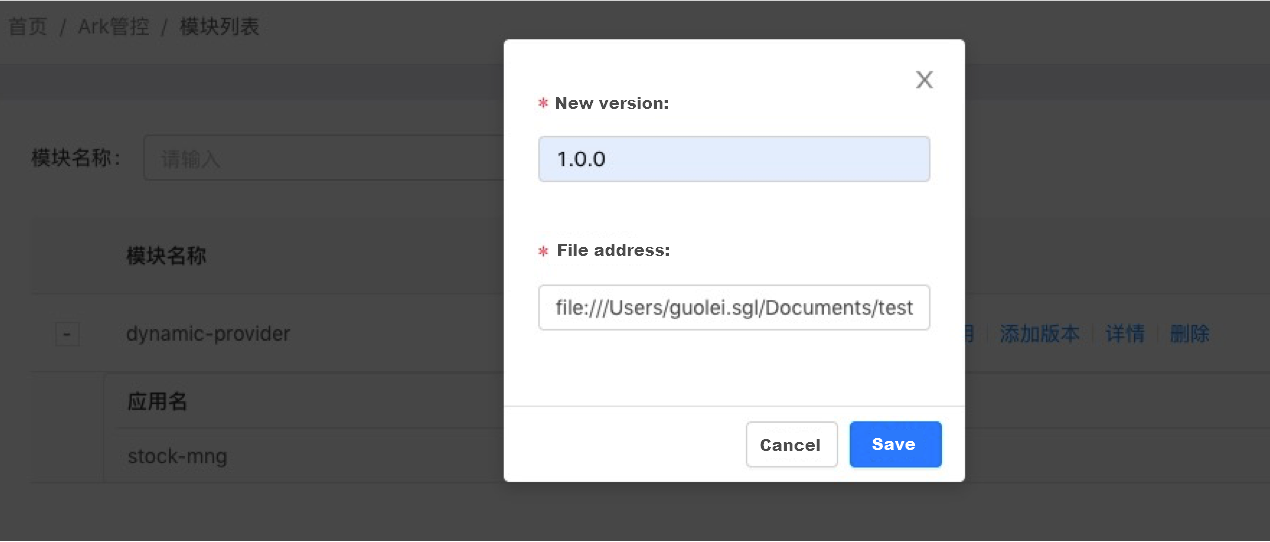 首页 / Ark管控 / 模块列表
X
* New version:
模块名称:
请输入
1.0.0
模块名称
* File address:
file:///Users/guolei.sgl/Documents/test
- dynamic-provider
添加版本 详情 删除
应用名
Cancel
Save
stock-mng